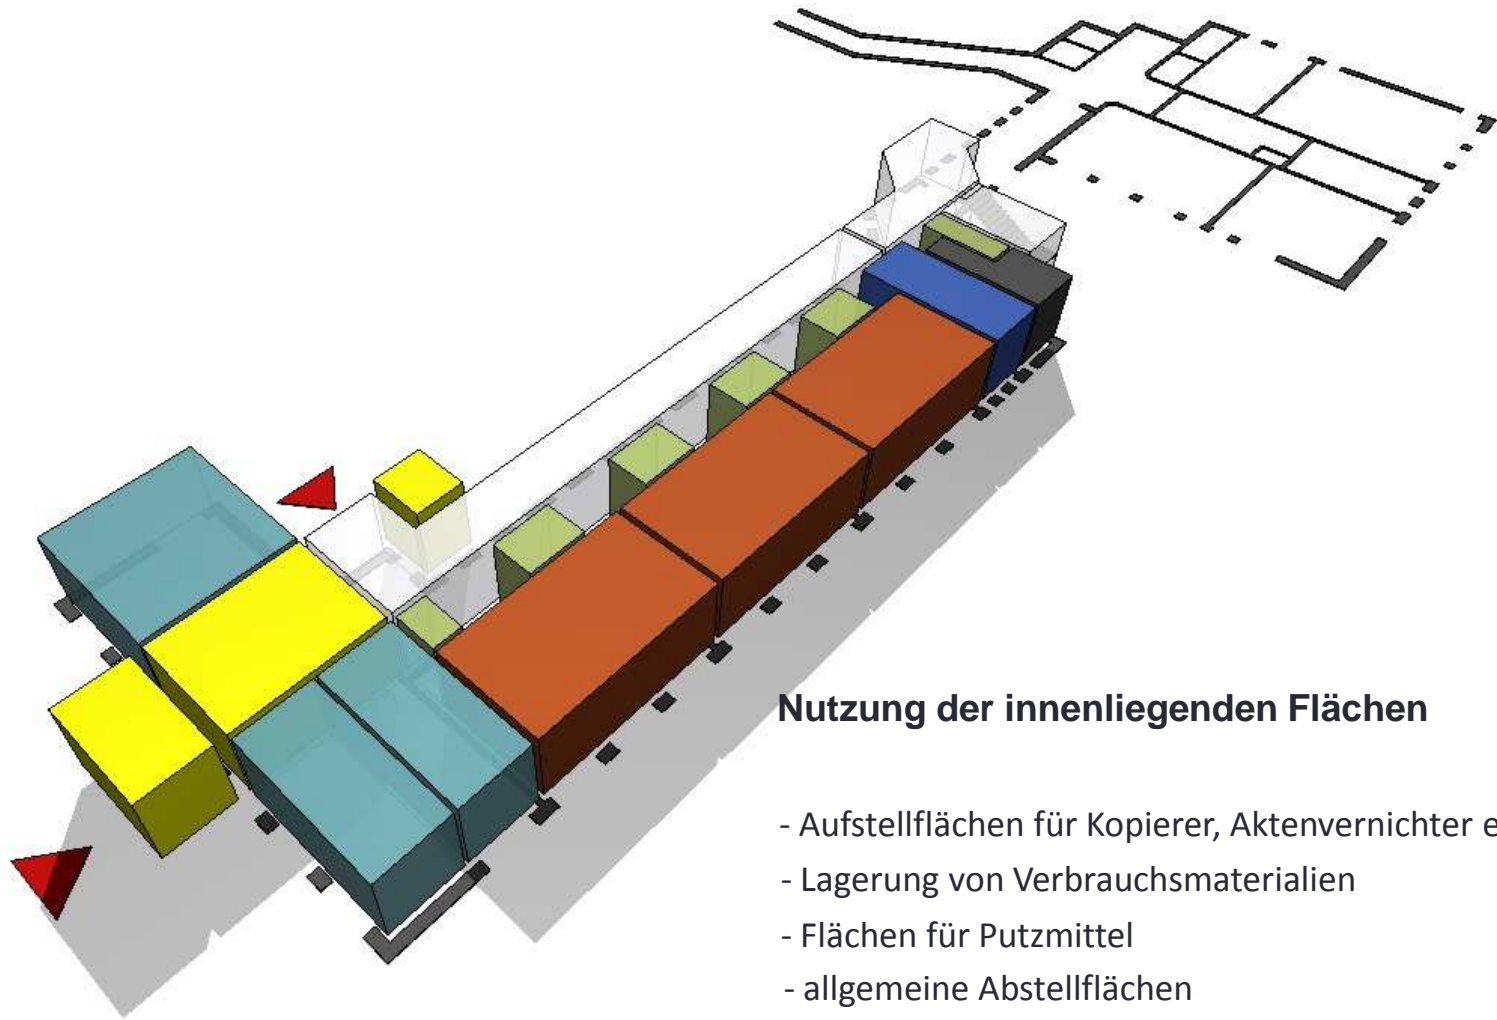 Nutzung der innenliegenden Flächen
- Aufstellflächen für Kopierer, Aktenvernichter e
- Lagerung von Verbrauchsmaterialien
- Flächen für Putzmittel
- allgemeine Abstellflächen